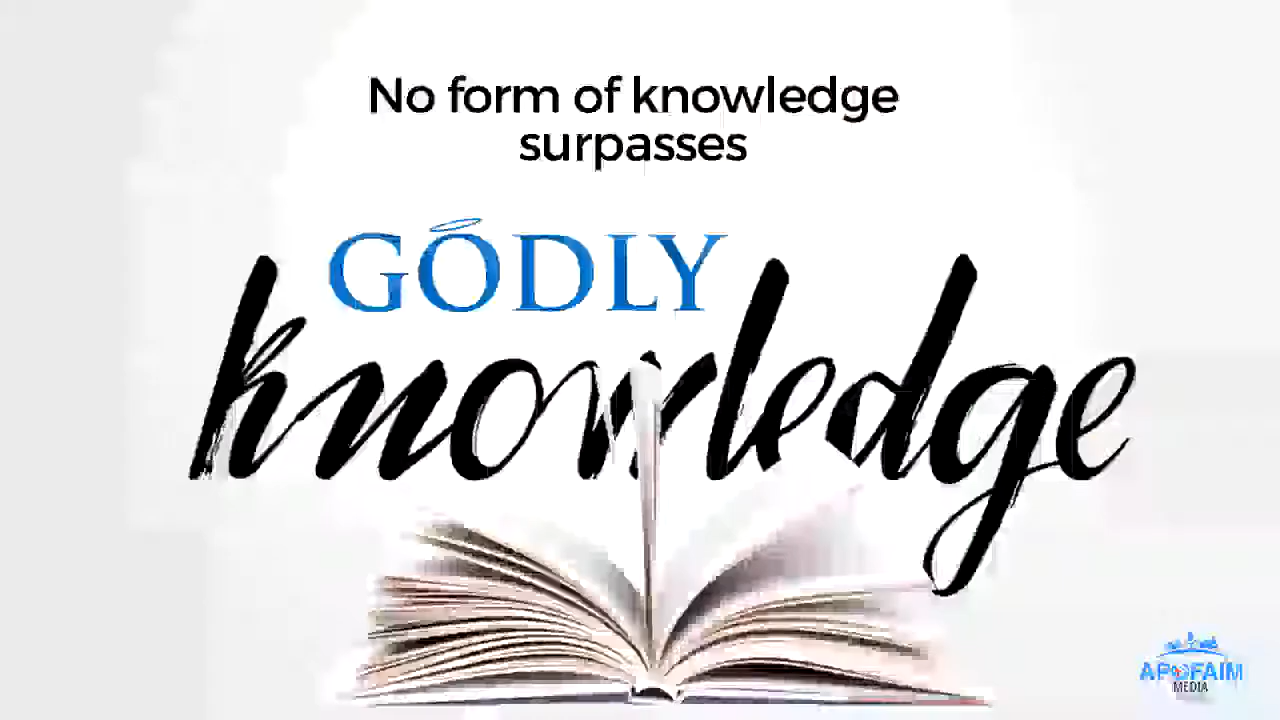 No form of knowledge
surpasses
GODLY
knowledge
APOFAIM
MEDIA